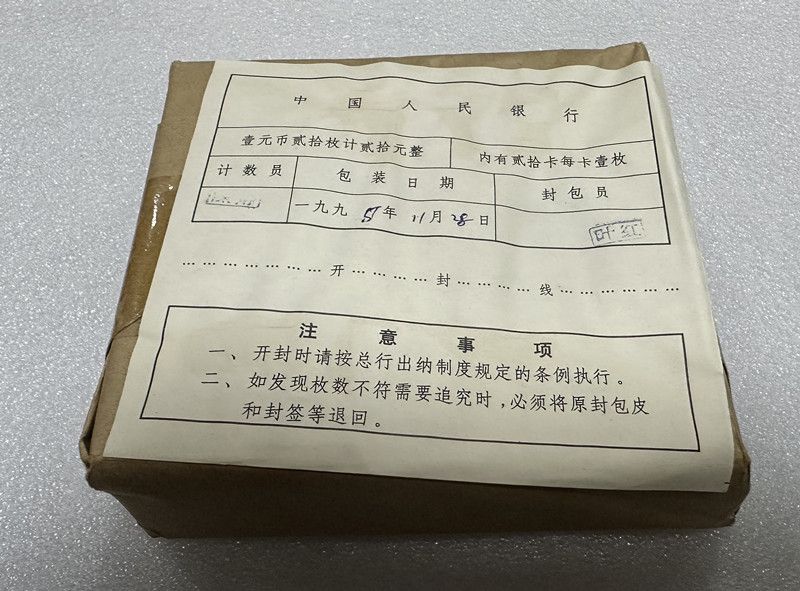 中国人民银行
壹元币贰拾枚计贰拾元整
内有贰拾卡每卡壹枚
计数员
包装日期
封包员
一九九 年 11月28日
叶红
………………开………封………线………………
注意事项
一、开封时请按总行出纳制度规定的条例执行。
二、如发现枚数不符需要追究时,必须将原封包皮
和封签等退回。